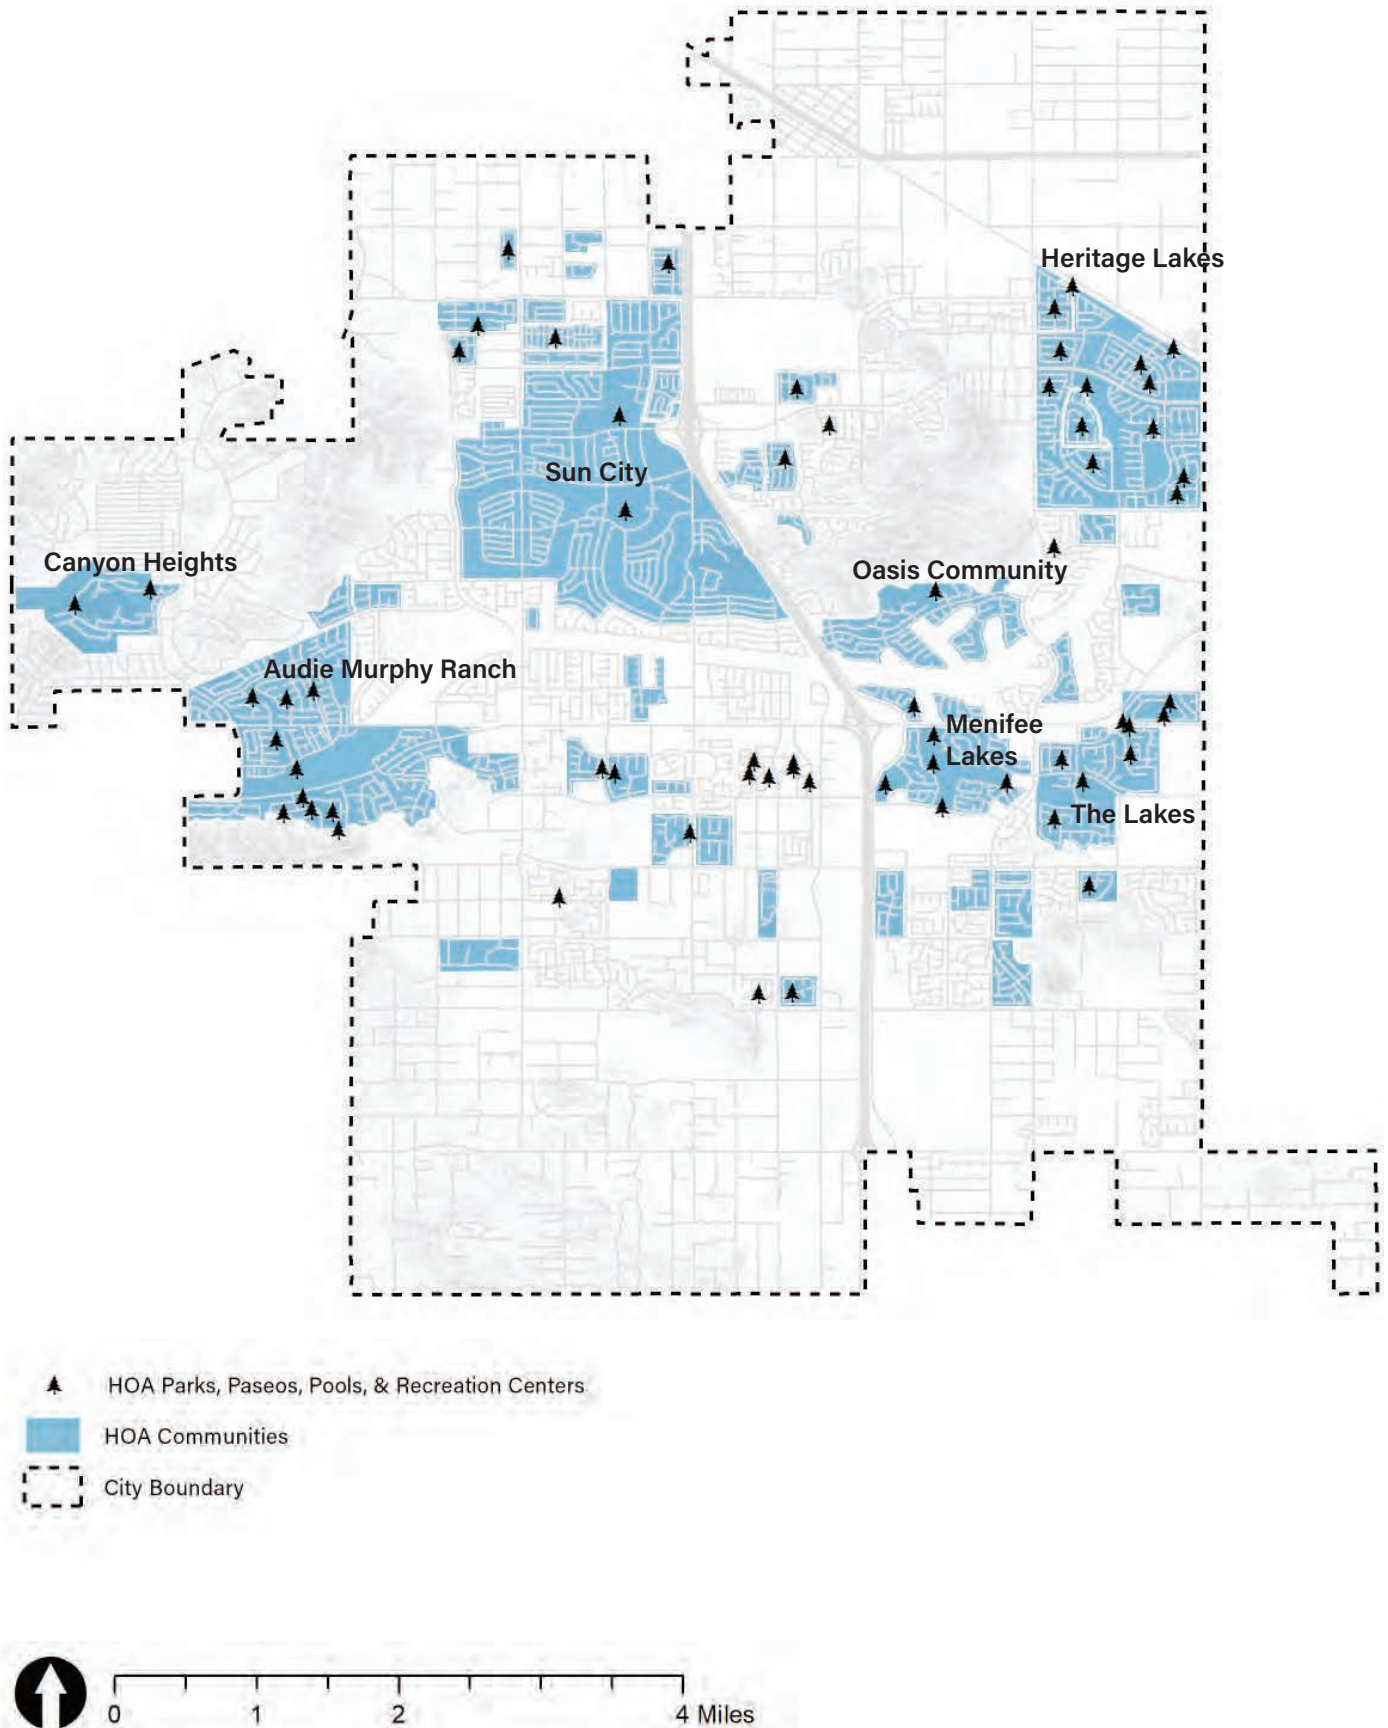 Heritage Lakes
Sun City
Canyon Heights
Oasis Community
Audie Murphy Ranch
Menifee
Lakes
The Lakes
HOA Parks, Paseos, Pools, & Recreation Centers
HOA Communities
City Boundary
0 1 2 4 Miles